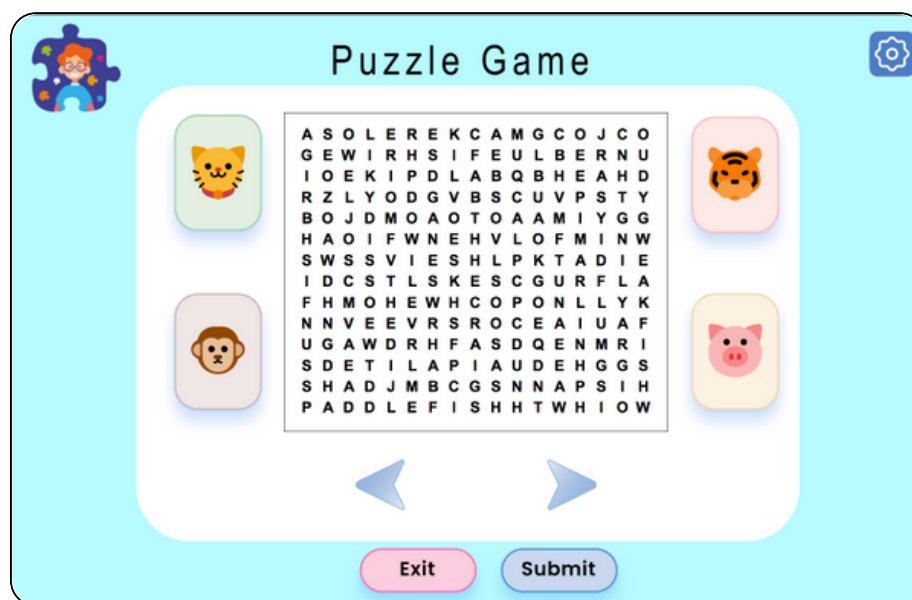 Puzzle Game
A S O L E R E K C A M G C O J C O
G E W I R H S I F E U L B E R N U
I O E K I P D L A B Q B H E A H D
R Z L Y O D G V B S C U V P S T Y
B O J D M O A O T O A A M I Y G G
H A O I F W N E H V L O F M I N W
S W S S V I E S H L P K T A D I E
I D C S T L S K E S C G U R F L A
F H M O H E W H C O P O N L L Y K
N N V E E V R S R O C E A I U A F
U G A W D R H F A S D Q E N M R I
S D E T I L A P I A U D E H G G S
S H A D J M B C G S N N A P S I H
P A D D L E F I S H H T W H I O W
Exit
Submit